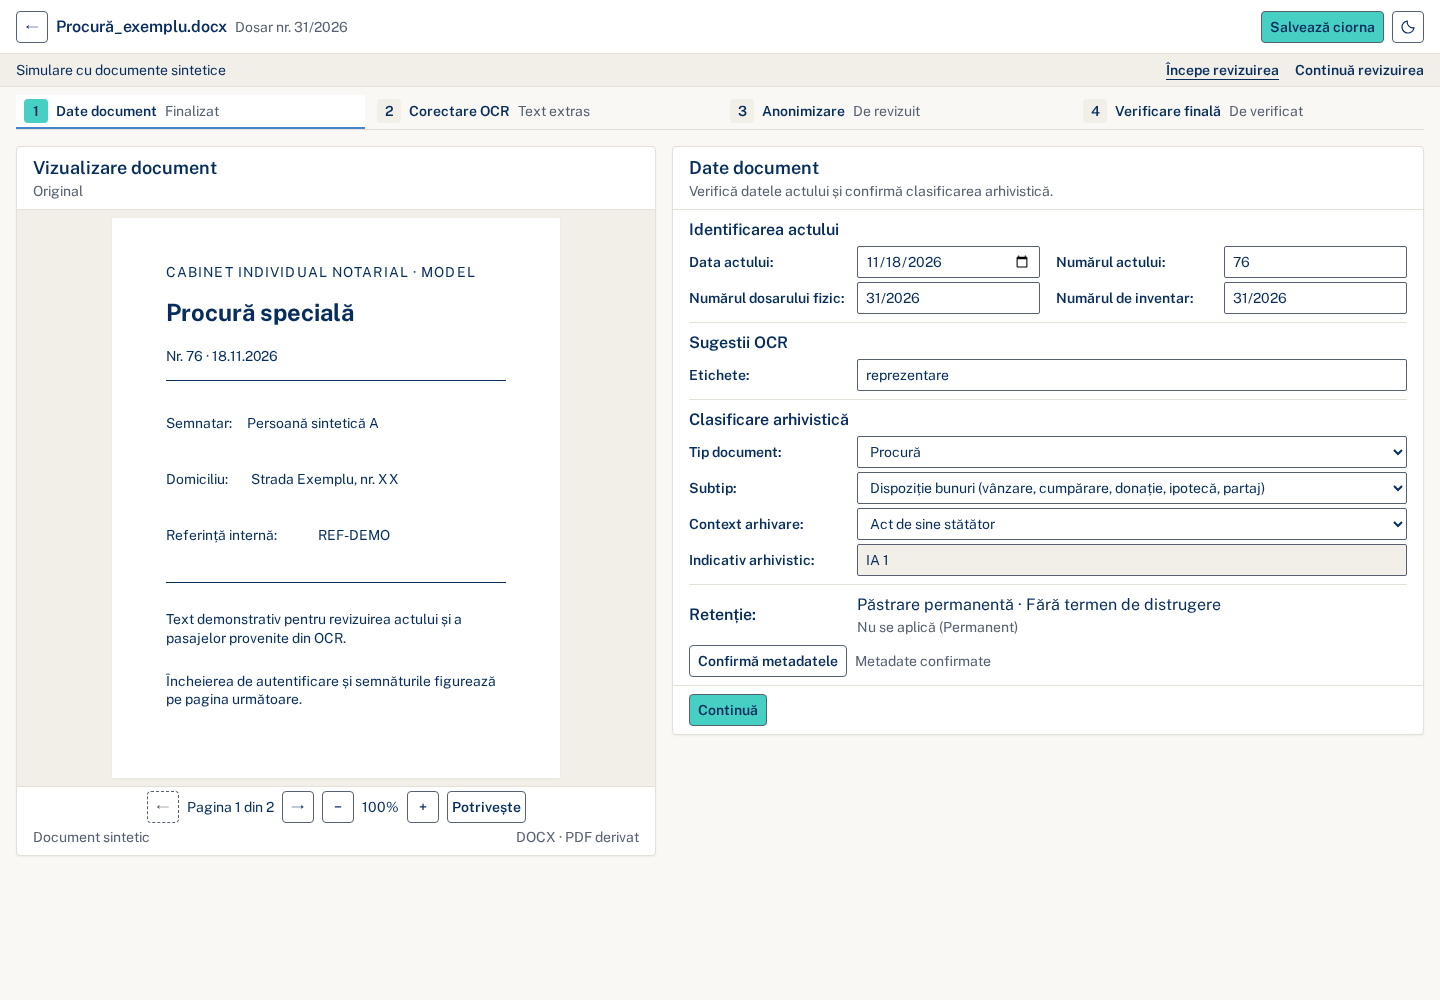 ← Procură_exemplu.docx Dosar nr. 31/2026
Salvează ciorna
Simulare cu documente sintetice
Începe revizuirea Continuă revizuirea
1 Date document Finalizat
2 Corectare OCR Text extras
3 Anonimizare De revizuit
4 Verificare finală De verificat
Vizualizare document
Original
CABINET INDIVIDUAL NOTARIAL · MODEL
Procură specială
Nr. 76 · 18.11.2026
Semnatar: Persoană sintetică A
Domiciliu: Strada Exemplu, nr. XX
Referință internă: REF-DEMO
Text demonstrativ pentru revizuirea actului și a
pasajelor provenite din OCR.
Încheierea de autentificare și semnăturile figurează
pe pagina următoare.
← Pagina 1 din 2 → − 100% + Potrivește
Document sintetic DOCX · PDF derivat
Date document
Verifică datele actului și confirmă clasificarea arhivistică.
Identificarea actului
Data actului: 11/18/2026 Numărul actului: 76
Numărul dosarului fizic: 31/2026 Numărul de inventar: 31/2026
Sugestii OCR
Etichete: reprezentare
Clasificare arhivistică
Tip document: Procură
Subtip: Dispoziție bunuri (vânzare, cumpărare, donație, ipotecă, partaj)
Context arhivare: Act de sine stătător
Indicativ arhivistic: IA 1
Retenție: Păstrare permanentă · Fără termen de distrugere
Nu se aplică (Permanent)
Confirmă metadatele Metadate confirmate
Continuă